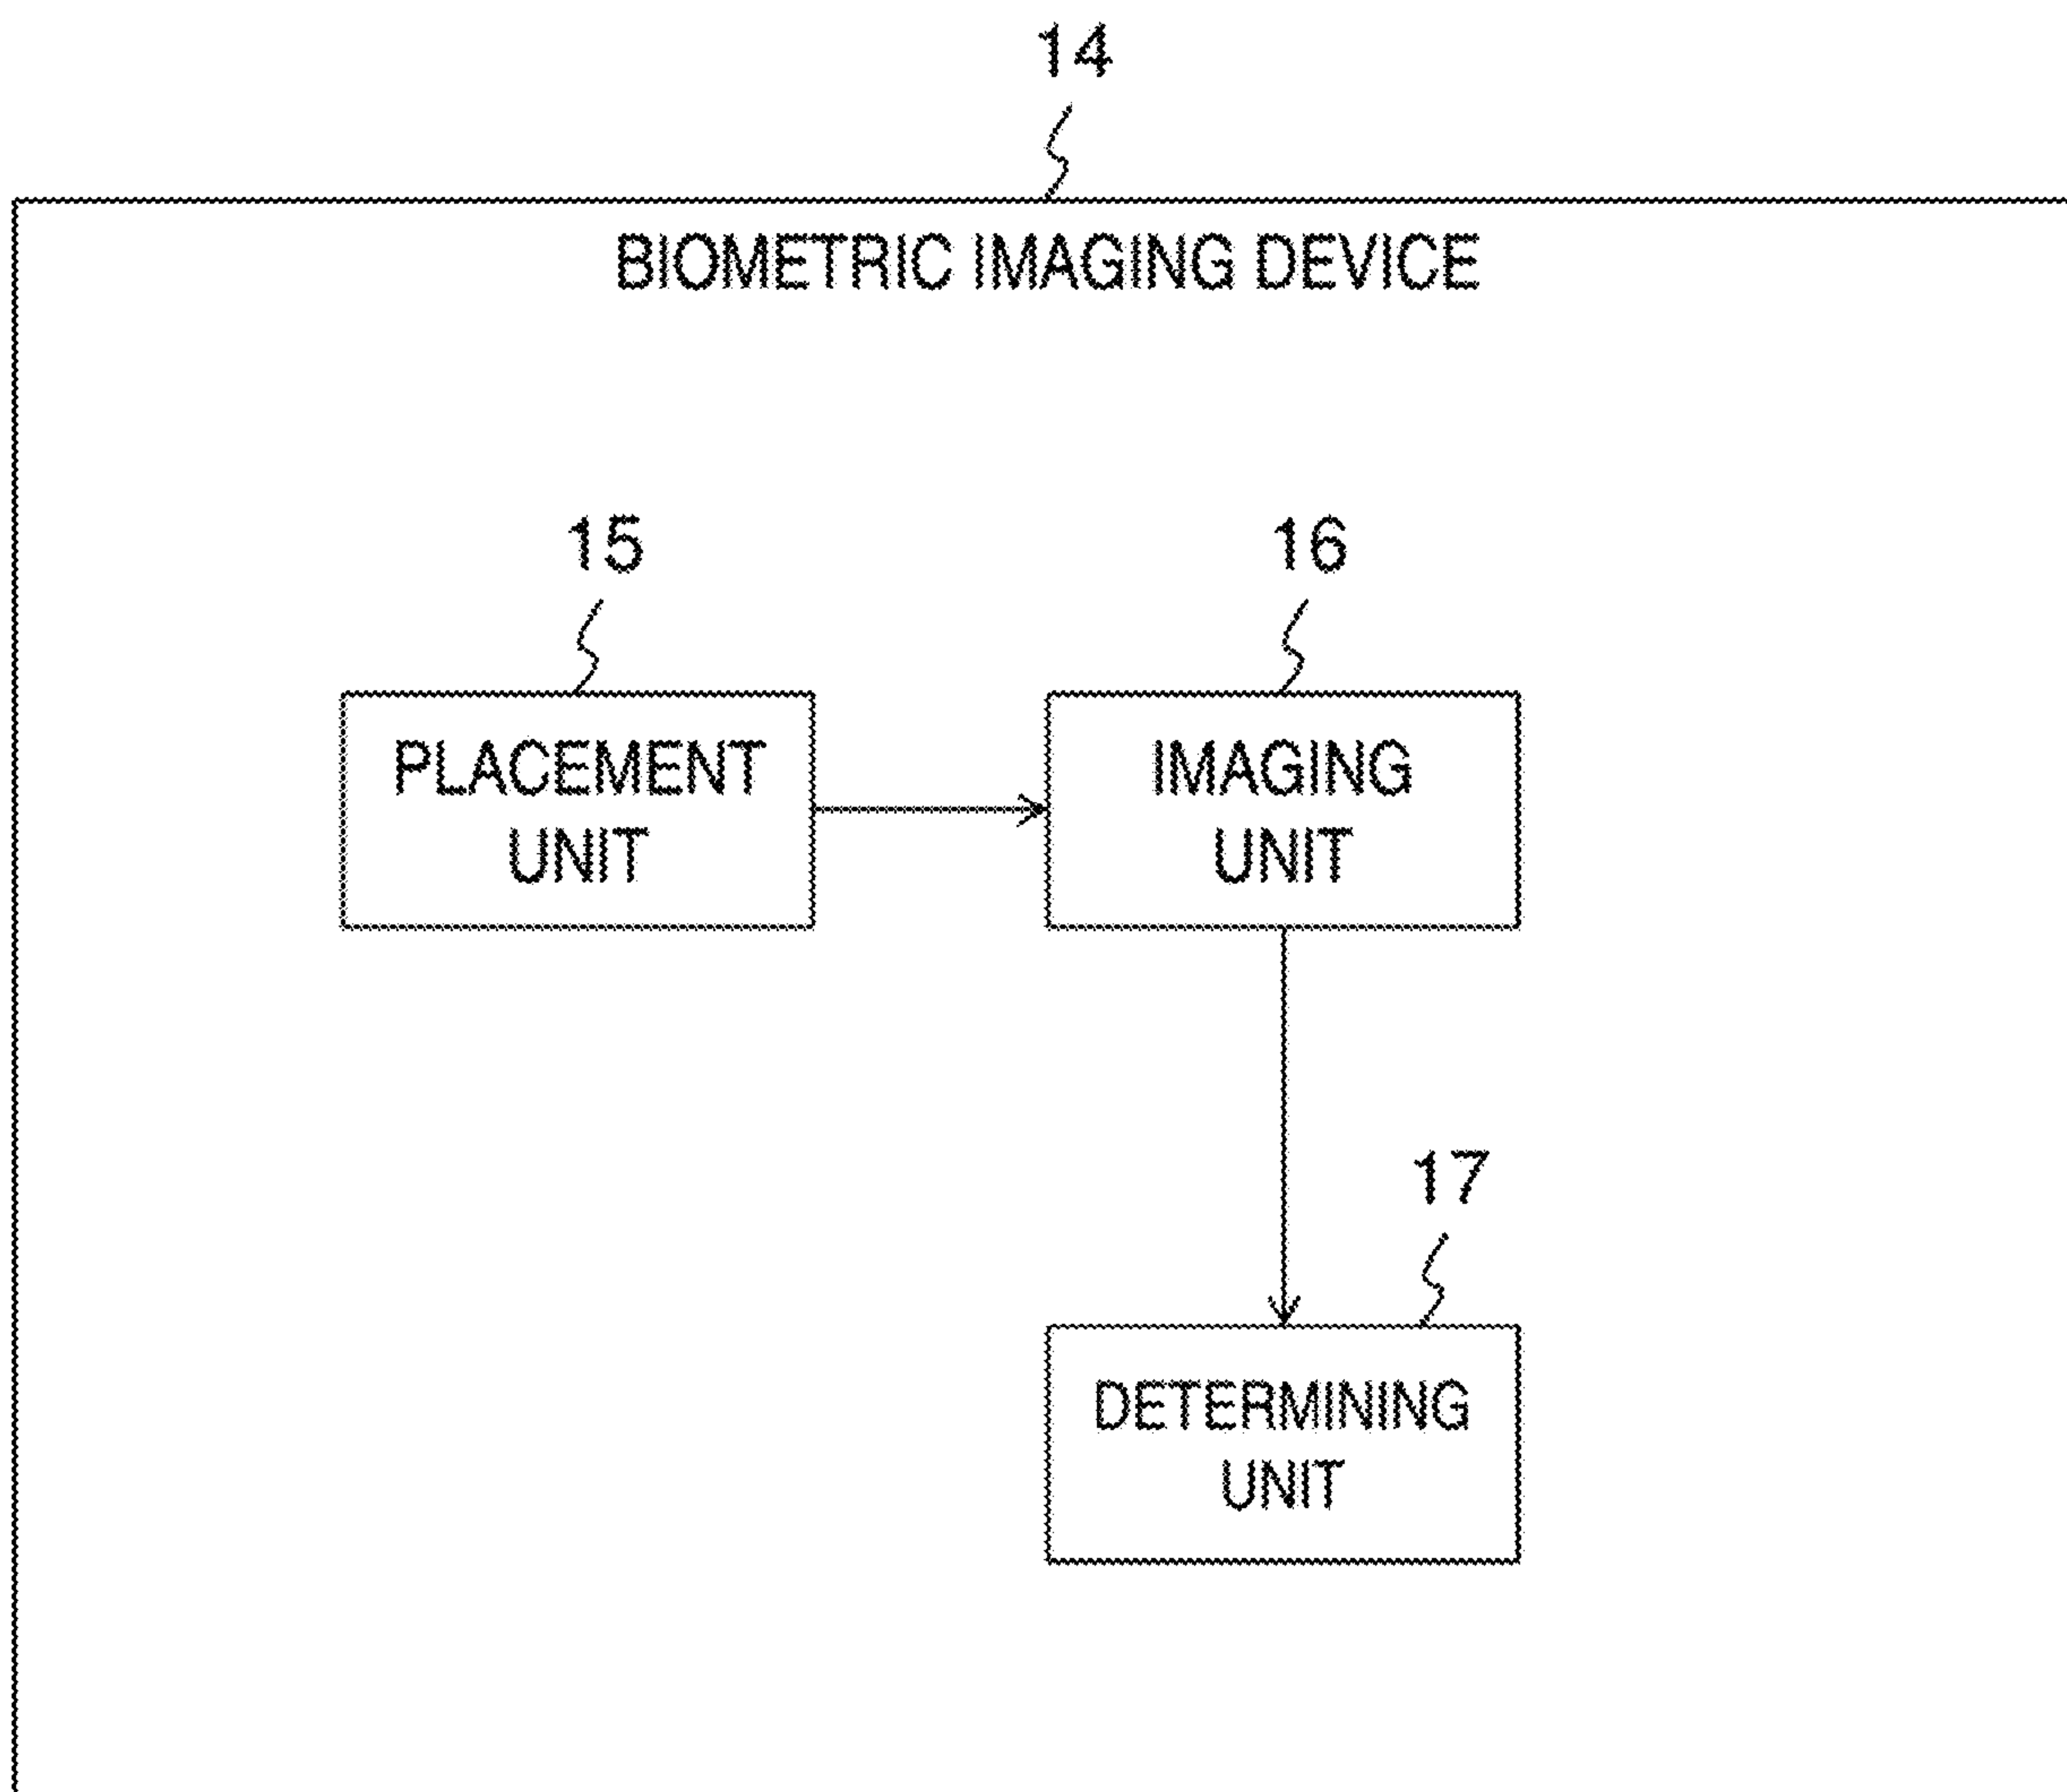 14
BIOMETRIC IMAGING DEVICE
15
16
PLACEMENT
UNIT
IMAGING
UNIT
17
DETERMINING
UNIT